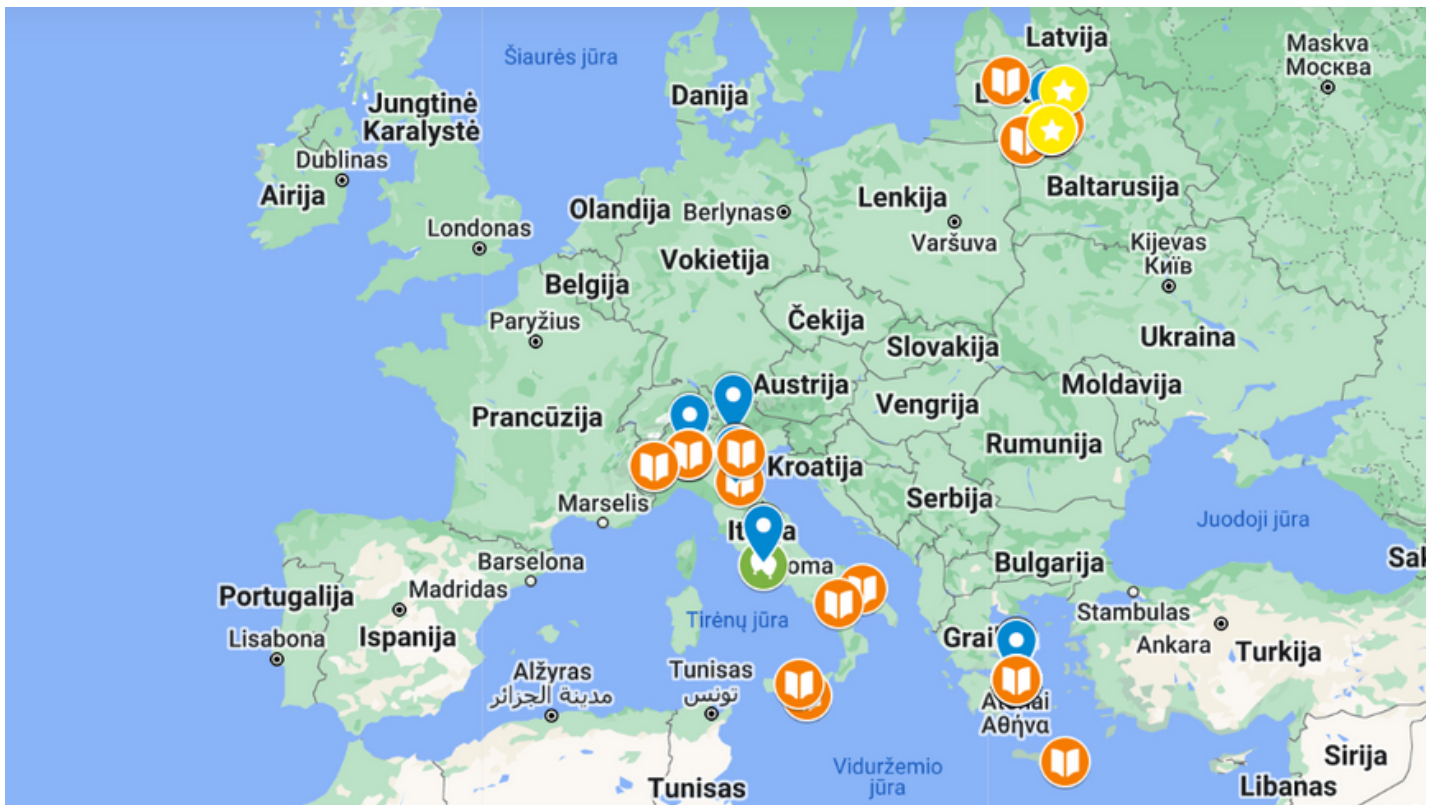 Latvija
Maskva
Москва
Šiaurės jūra
Danija
Jungtinė
Karalystė
Dublinas
Airija
Londonas
Olandija
Berlynas
Lenkija
Varšuva
Baltarusija
Kijevas
Київ
Vokietija
Belgija
Paryžius
Čekija
Slovakija
Ukraina
Austrija
Moldavija
Vengrija
Prancūzija
Rumunija
Kroatija
Serbija
Marselis
Juodoji jūra
Barselona
Bulgarija
Portugalija
Madridas
Lisabona
Ispanija
Tirėnų jūra
Stambulas
Ankara
Turkija
Alžyras
مدينة الجزائر
Tunisas
تونس
Αθήνα
Vidurżemio
jūra
Sirija
Libanas
Tunisas